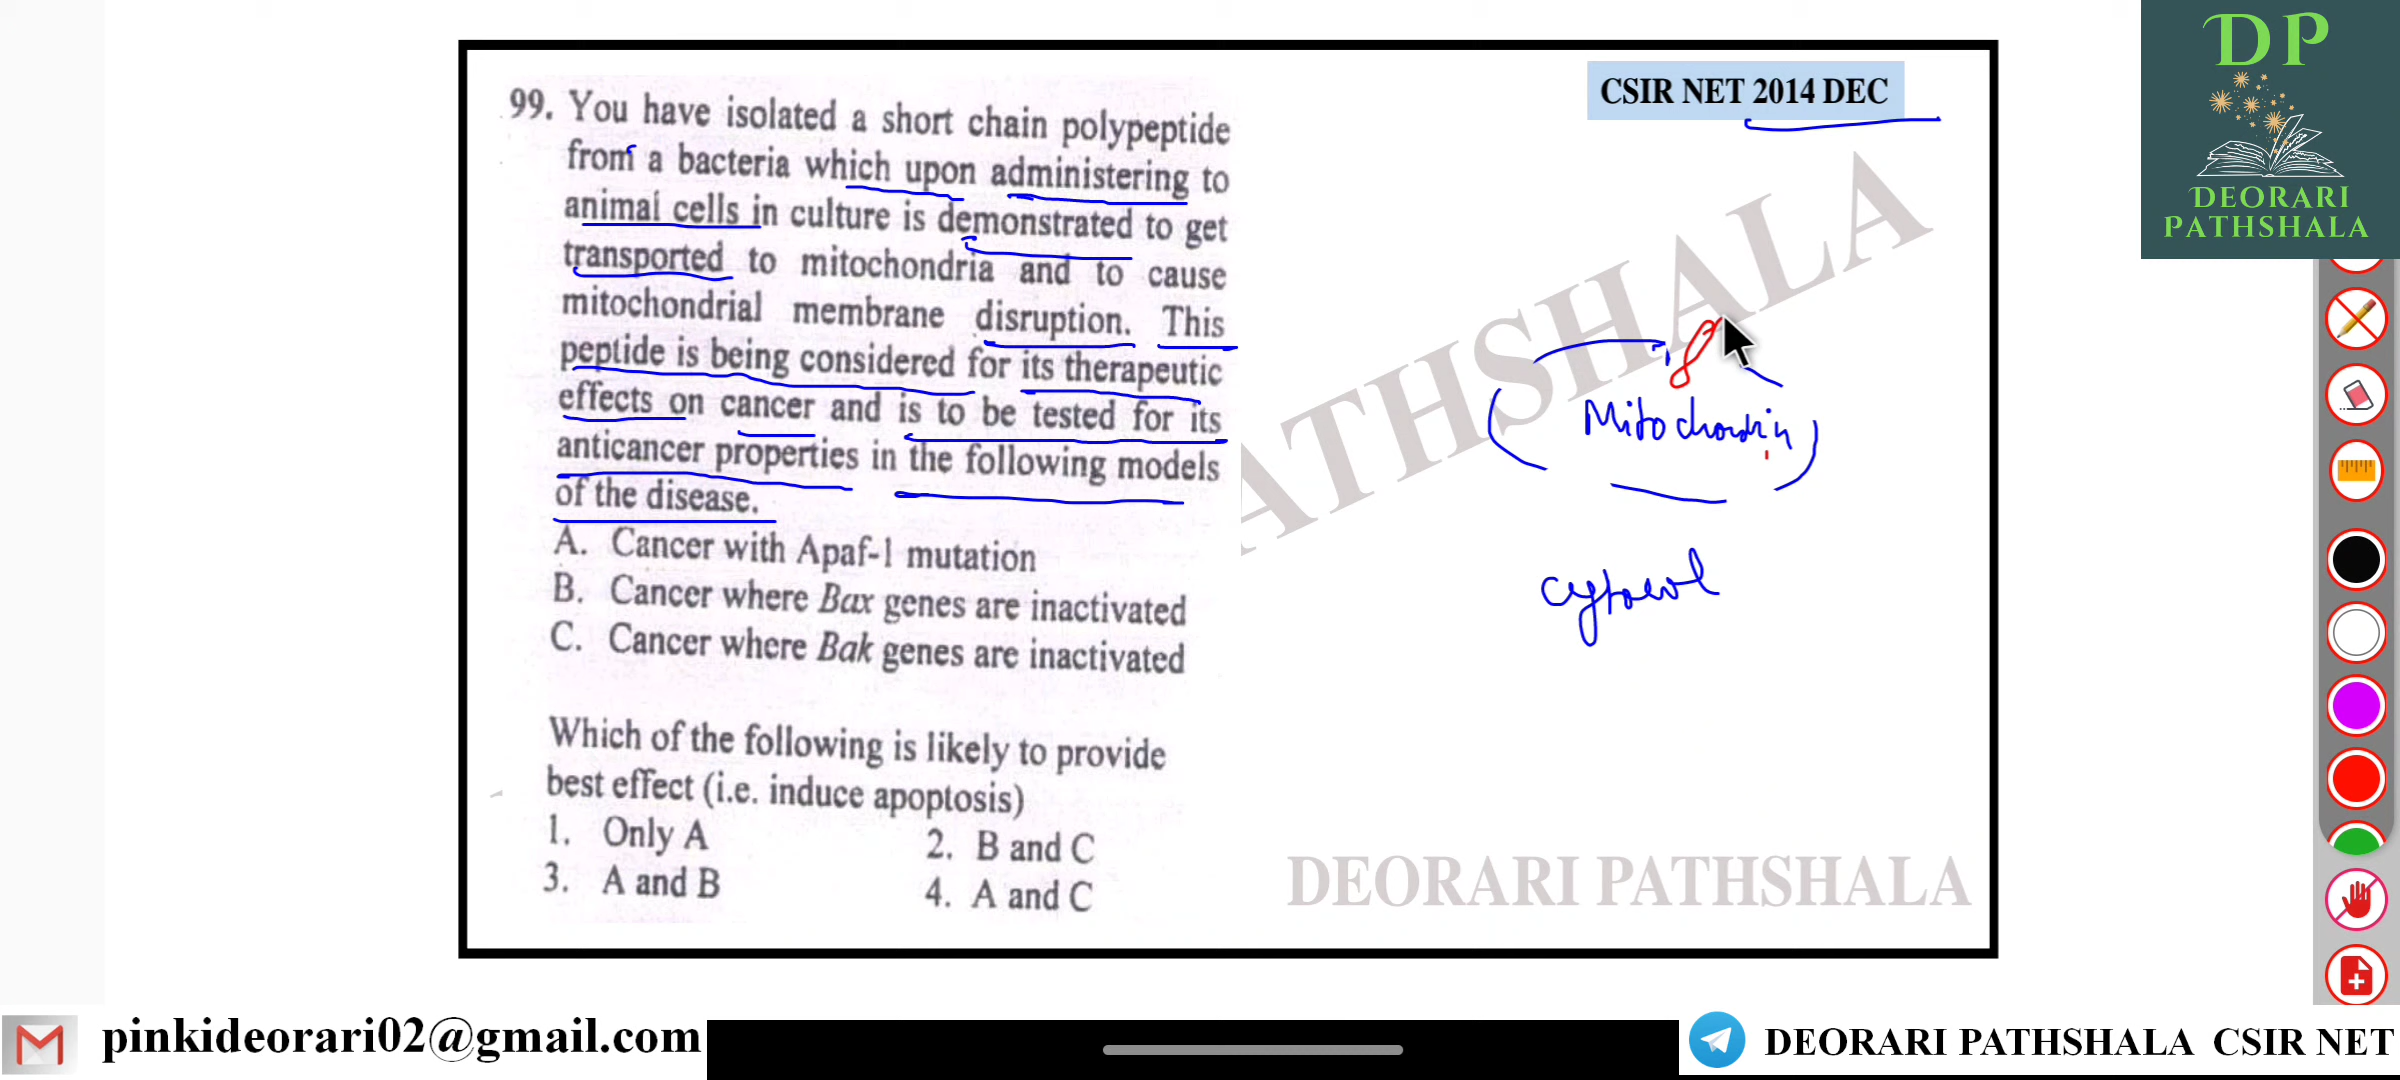 DP
DEORARI
PATHSHALA
CSIR NET 2014 DEC
99. You have isolated a short chain polypeptide
from a bacteria which upon administering to
animal cells in culture is demonstrated to get
transported to mitochondria and to cause
mitochondrial membrane disruption. This
peptide is being considered for its therapeutic
effects on cancer and is to be tested for its
anticancer properties in the following models
of the disease.
A. Cancer with Apaf-1 mutation
B. Cancer where Bax genes are inactivated
C. Cancer where Bak genes are inactivated
Which of the following is likely to provide
best effect (i.e. induce apoptosis)
1. Only A 2. B and C
3. A and B 4. A and C
Mitochondria
cytosol
PATHSHALA
DEORARI PATHSHALA
pinkideorari02@gmail.com
DEORARI PATHSHALA CSIR NET